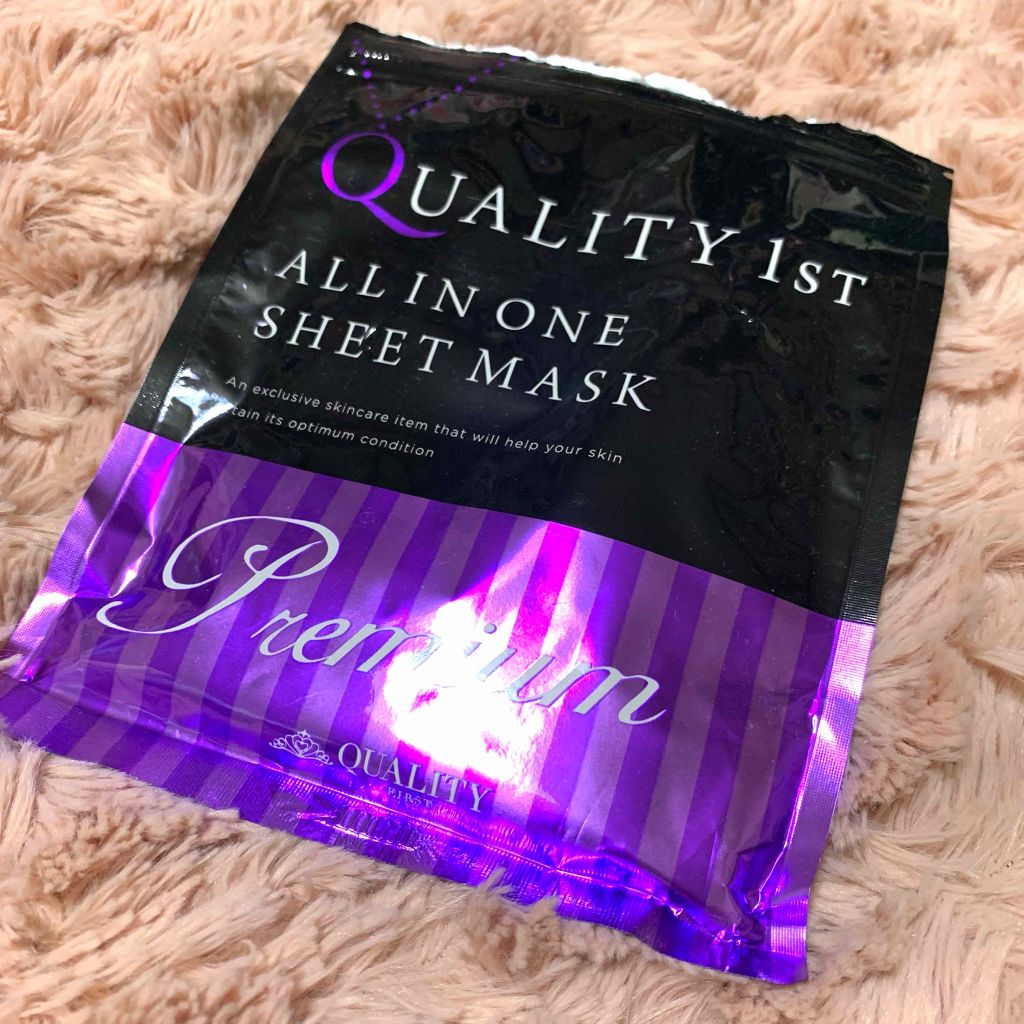 QUALITY 1ST
ALL IN ONE
SHEET MASK
An exclusive skincare item that will help your skin
its optimum condition
Premium
QUALITY
FIRST